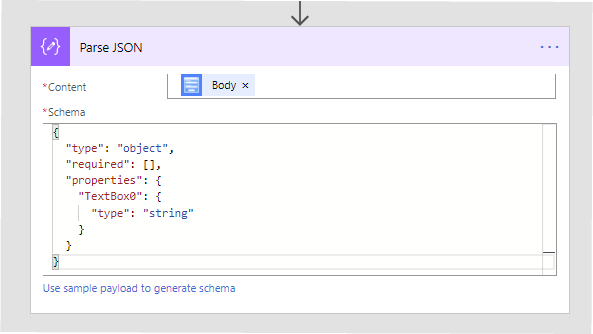 Parse JSON
...
*Content
Body ×
*Schema
{
  "type": "object",
  "required": [],
  "properties": {
    "TextBox0": {
      "type": "string"
    }
  }
}
Use sample payload to generate schema